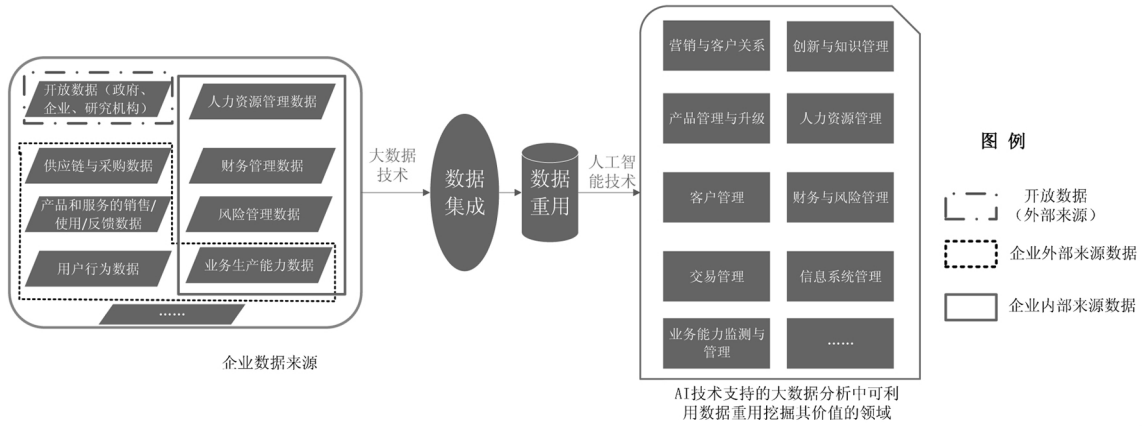 开放数据（政府、
企业、研究机构）
供应链与采购数据
产品和服务的销售/
使用/反馈数据
用户行为数据
人力资源管理数据
财务管理数据
风险管理数据
业务生产能力数据
……
企业数据来源
大数据
技术
数据
集成
数据
重用
人工智
能技术
营销与客户关系
创新与知识管理
产品管理与升级
人力资源管理
客户管理
财务与风险管理
交易管理
信息系统管理
业务能力监测与
管理
……
AI技术支持的大数据分析中可利
用数据重用挖掘其价值的领域
图 例
开放数据
（外部来源）
企业外部来源数据
企业内部来源数据